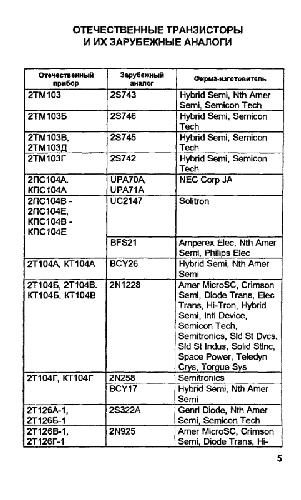 ОТЕЧЕСТВЕННЫЕ ТРАНЗИСТОРЫ
И ИХ ЗАРУБЕЖНЫЕ АНАЛОГИ
Отечественный прибор Зарубежный аналог Фирма-изготовитель
2ТМ103 2S743 Hybrid Semi, Nth Amer
Semi, Semicon Tech
2ТМ103Б 2S746 Hybrid Semi, Semicon
Tech
2ТМ103В, 2S745 Hybrid Semi, Semicon
2ТМ103Д Tech
2ТМ103Г 2S742 Hybrid Semi, Semicon
Tech
2ПС104А, UPA70A, NEC Corp JA
КПС104А UPA71A
2ПС104В - UC2147 Solitron
2ПС104Е,
КПС104В -
КПС104Е
BFS21 Amperex Elec, Nth Amer
Semi, Philips Elec
2Т104А, КТ104А BCY26 Hybrid Semi, Nth Amer
Semi
2Т104Б, 2Т104В, 2N1228 Amer MicroSC, Crimson
КТ104Б, КТ104В Semi, Diode Trans, Elec
Trans, Hi-Tron, Hybrid
Semi, Intl Device,
Semicon Tech,
Semitronics, Sld St Dvcs,
Sld St Indus, Solid StInc,
Space Power, Teledyn
Crys, Torgue Sys
2Т104Г, КТ104Г 2N258 Semitronics
BCY17 Hybrid Semi, Nth Amer
Semi
2Т126А-1, 2S322A Genrl Diode, Nth Amer
2Т126Б-1 Semi, Semicon Tech
2Т126В-1, 2N925 Amer MicroSC, Crimson
2Т126Г-1 Semi, Diode Trans, Hi-
5